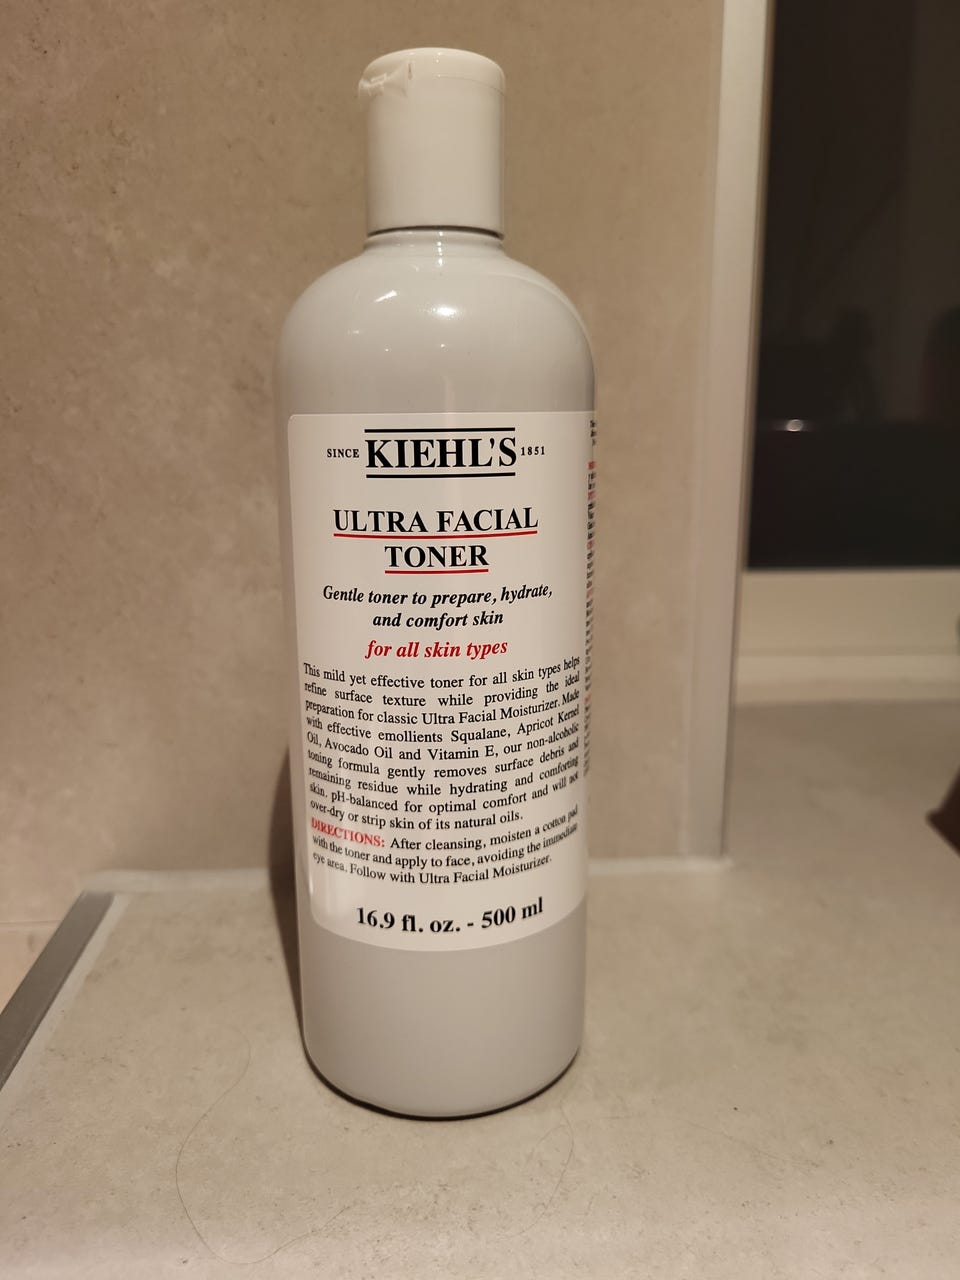 SINCE KIEHL'S 1851
ULTRA FACIAL
TONER
Gentle toner to prepare, hydrate,
and comfort skin
for all skin types
This mild yet effective toner for all skin types helps
refine surface texture while providing the ideal
preparation for classic Ultra Facial Moisturizer. Made
with effective emollients Squalane, Apricot Kernel
Oil, Avocado Oil and Vitamin E, our non-alcoholic
toning formula gently removes surface debris and
remaining residue while hydrating and comforting
skin. pH-balanced for optimal comfort and will not
over-dry or strip skin of its natural oils.
DIRECTIONS: After cleansing, moisten a cotton pad
with the toner and apply to face, avoiding the immediate
eye area. Follow with Ultra Facial Moisturizer.
16.9 fl. oz. - 500 ml